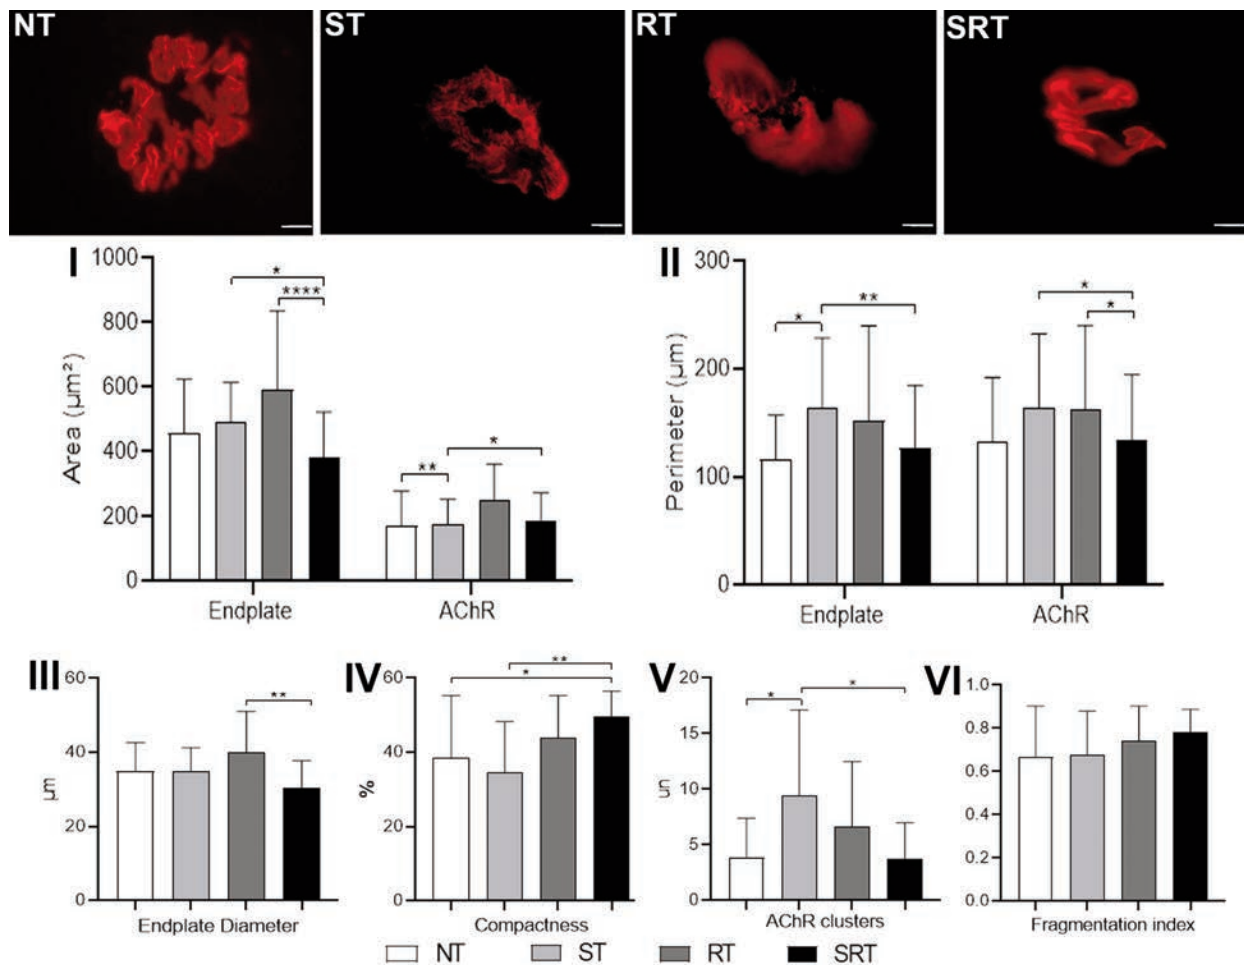 NT ST RT SRT
I
Area (µm²)
1000
800
600
400
200
0
*
****
**
*
Endplate AChR
II
Perimeter (µm)
300
200
100
0
*
**
*
*
Endplate AChR
III
µm
60
40
20
0
**
Endplate Diameter
IV
%
60
40
20
0
**
*
Compactness
V
un
20
15
10
5
0
*
*
AChR clusters
VI
1.0
0.8
0.6
0.4
0.2
0.0
Fragmentation index
NT ST RT SRT